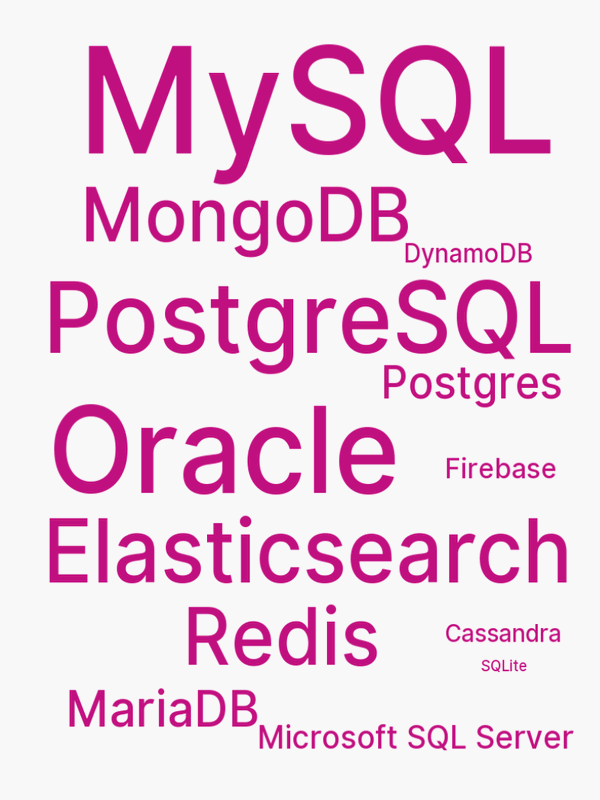 MySQL
MongoDB
DynamoDB
PostgreSQL
Postgres
Oracle
Firebase
Elasticsearch
Redis
Cassandra
SQLite
MariaDB
Microsoft SQL Server